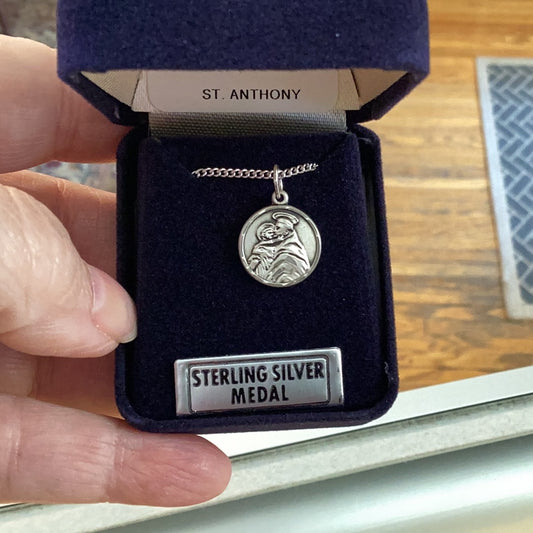 ST. ANTHONY
STERLING SILVER
MEDAL